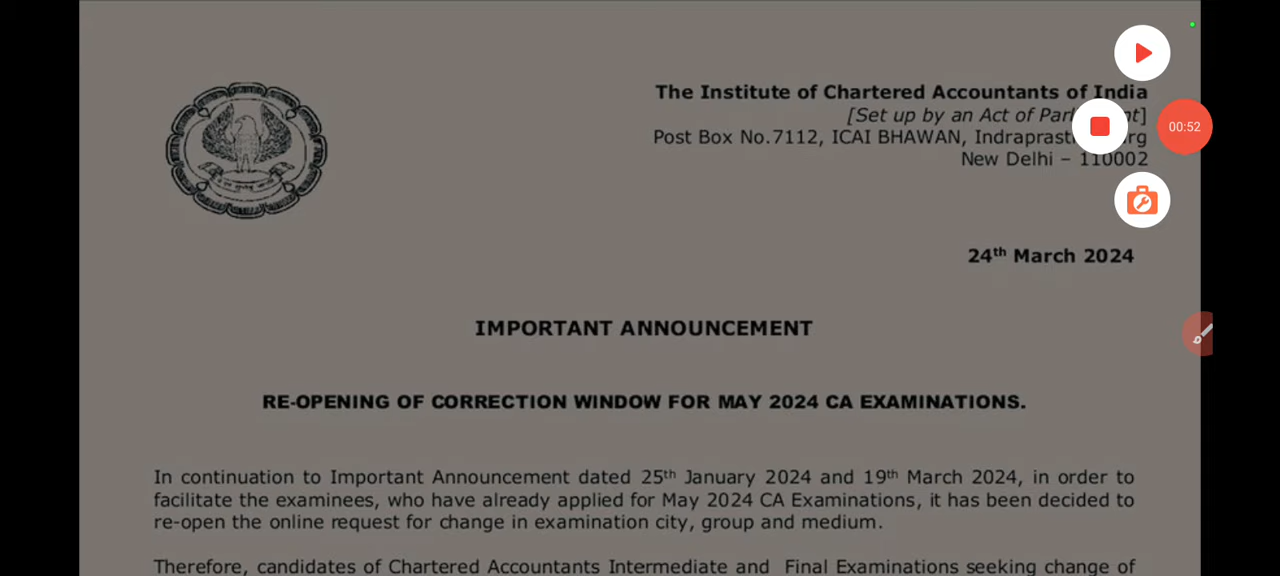 The Institute of Chartered Accountants of India
[Set up by an Act of
Post Box No.7112, ICAI BHAWAN,
New Delhi – 110002
00:52
24th March 2024
IMPORTANT ANNOUNCEMENT
RE-OPENING OF CORRECTION WINDOW FOR MAY 2024 CA EXAMINATIONS.
In continuation to Important Announcement dated 25th January 2024 and 19th March 2024, in order to
facilitate the examinees, who have already applied for May 2024 CA Examinations, it has been decided to
re-open the online request for change in examination city, group and medium.
Therefore, candidates of Chartered Accountants Intermediate and Final Examinations seeking change of